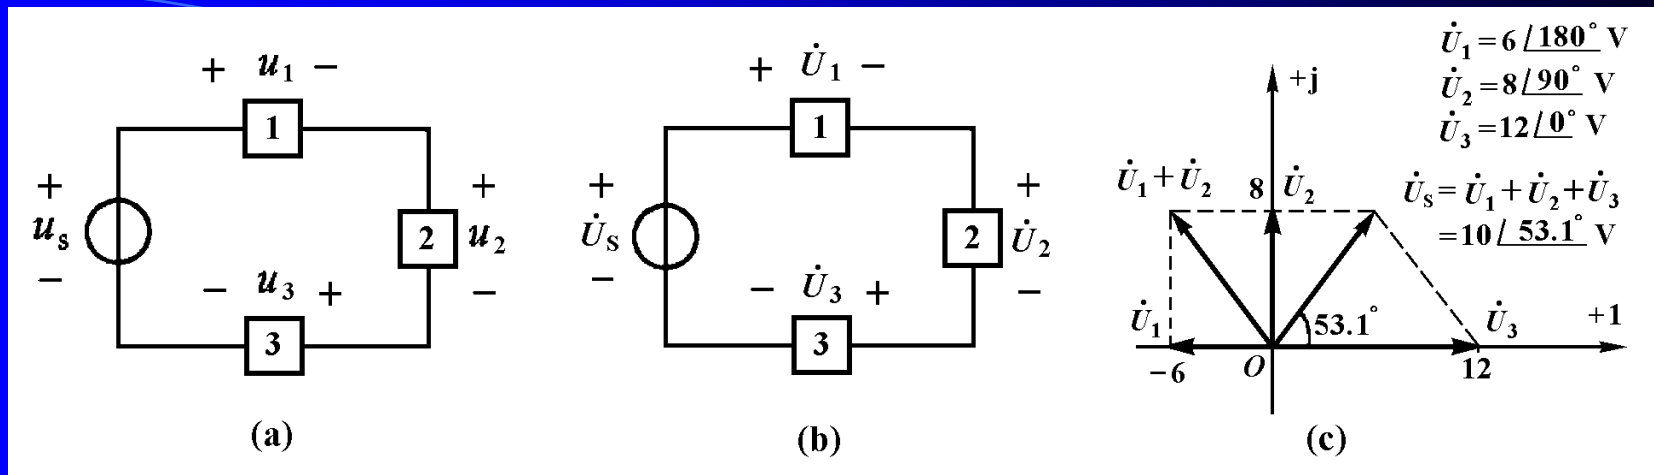 + u₁ −
1
+
uₛ
−
+
2 u₂
−
− u₃ +
3
(a)
+ U̇₁ −
1
+
U̇ₛ
−
+
2 U̇₂
−
− U̇₃ +
3
(b)
U̇₁=6∠180° V
U̇₂=8∠90° V
U̇₃=12∠0° V
U̇ₛ=U̇₁+U̇₂+U̇₃
=10∠53.1° V
+j
U̇₁+U̇₂ 8 U̇₂
U̇₁ 53.1° U̇₃ +1
−6 O 12
(c)